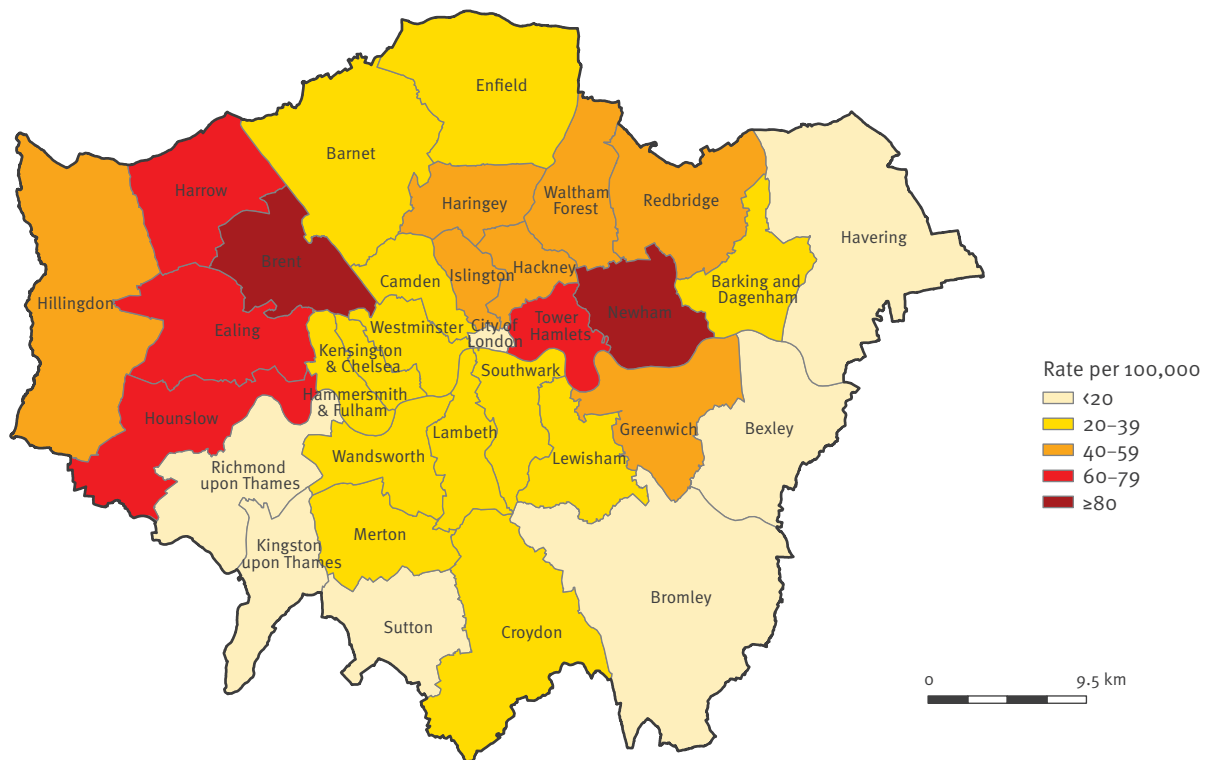 Enfield
Barnet
Harrow
Haringey
Waltham
Forest
Redbridge
Havering
Brent
Camden
Islington
Hackney
Hillingdon
Ealing
Westminster
City of
London
Tower
Hamlets
Newham
Barking and
Dagenham
Kensington
& Chelsea
Southwark
Hammersmith
& Fulham
Hounslow
Richmond
upon Thames
Wandsworth
Lambeth
Lewisham
Greenwich
Bexley
Kingston
upon Thames
Merton
Sutton
Croydon
Bromley
Rate per 100,000
<20
20–39
40–59
60–79
≥80
0 9.5 km